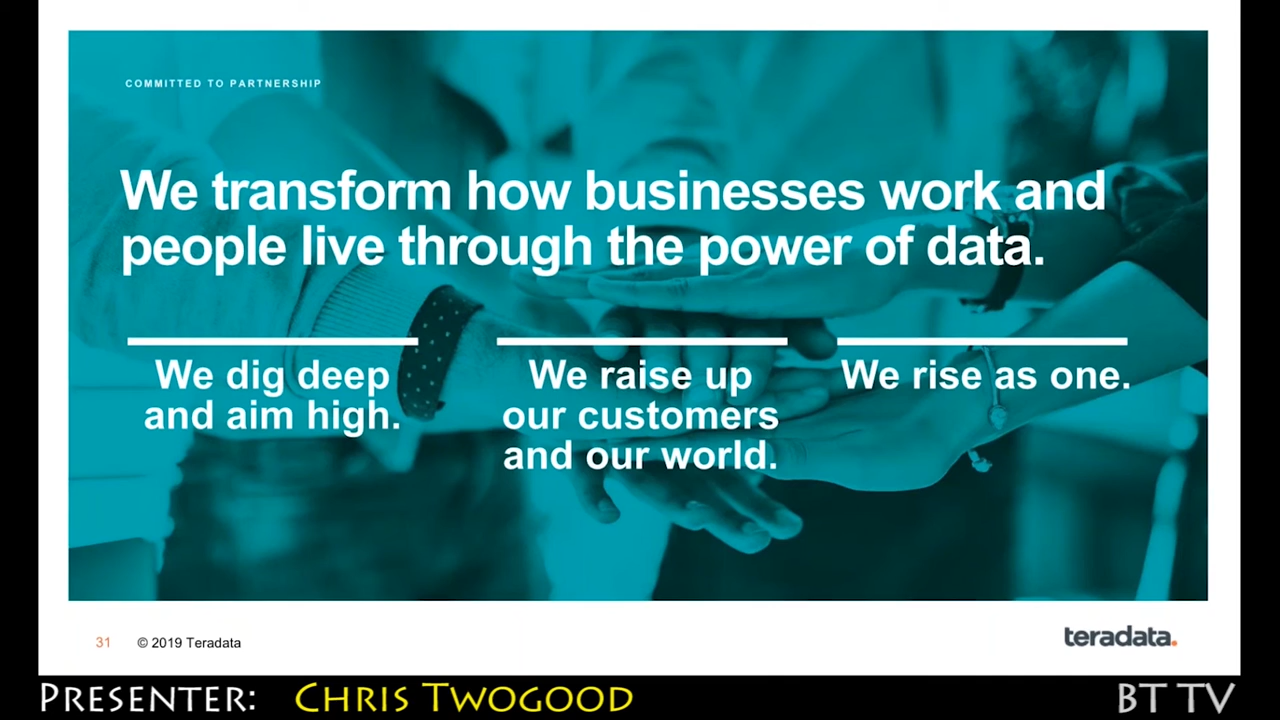 COMMITTED TO PARTNERSHIP
We transform how businesses work and
people live through the power of data.
We dig deep
and aim high.
We raise up
our customers
and our world.
We rise as one.
31 © 2019 Teradata
teradata.
PRESENTER: CHRIS TWOGOOD
BT TV